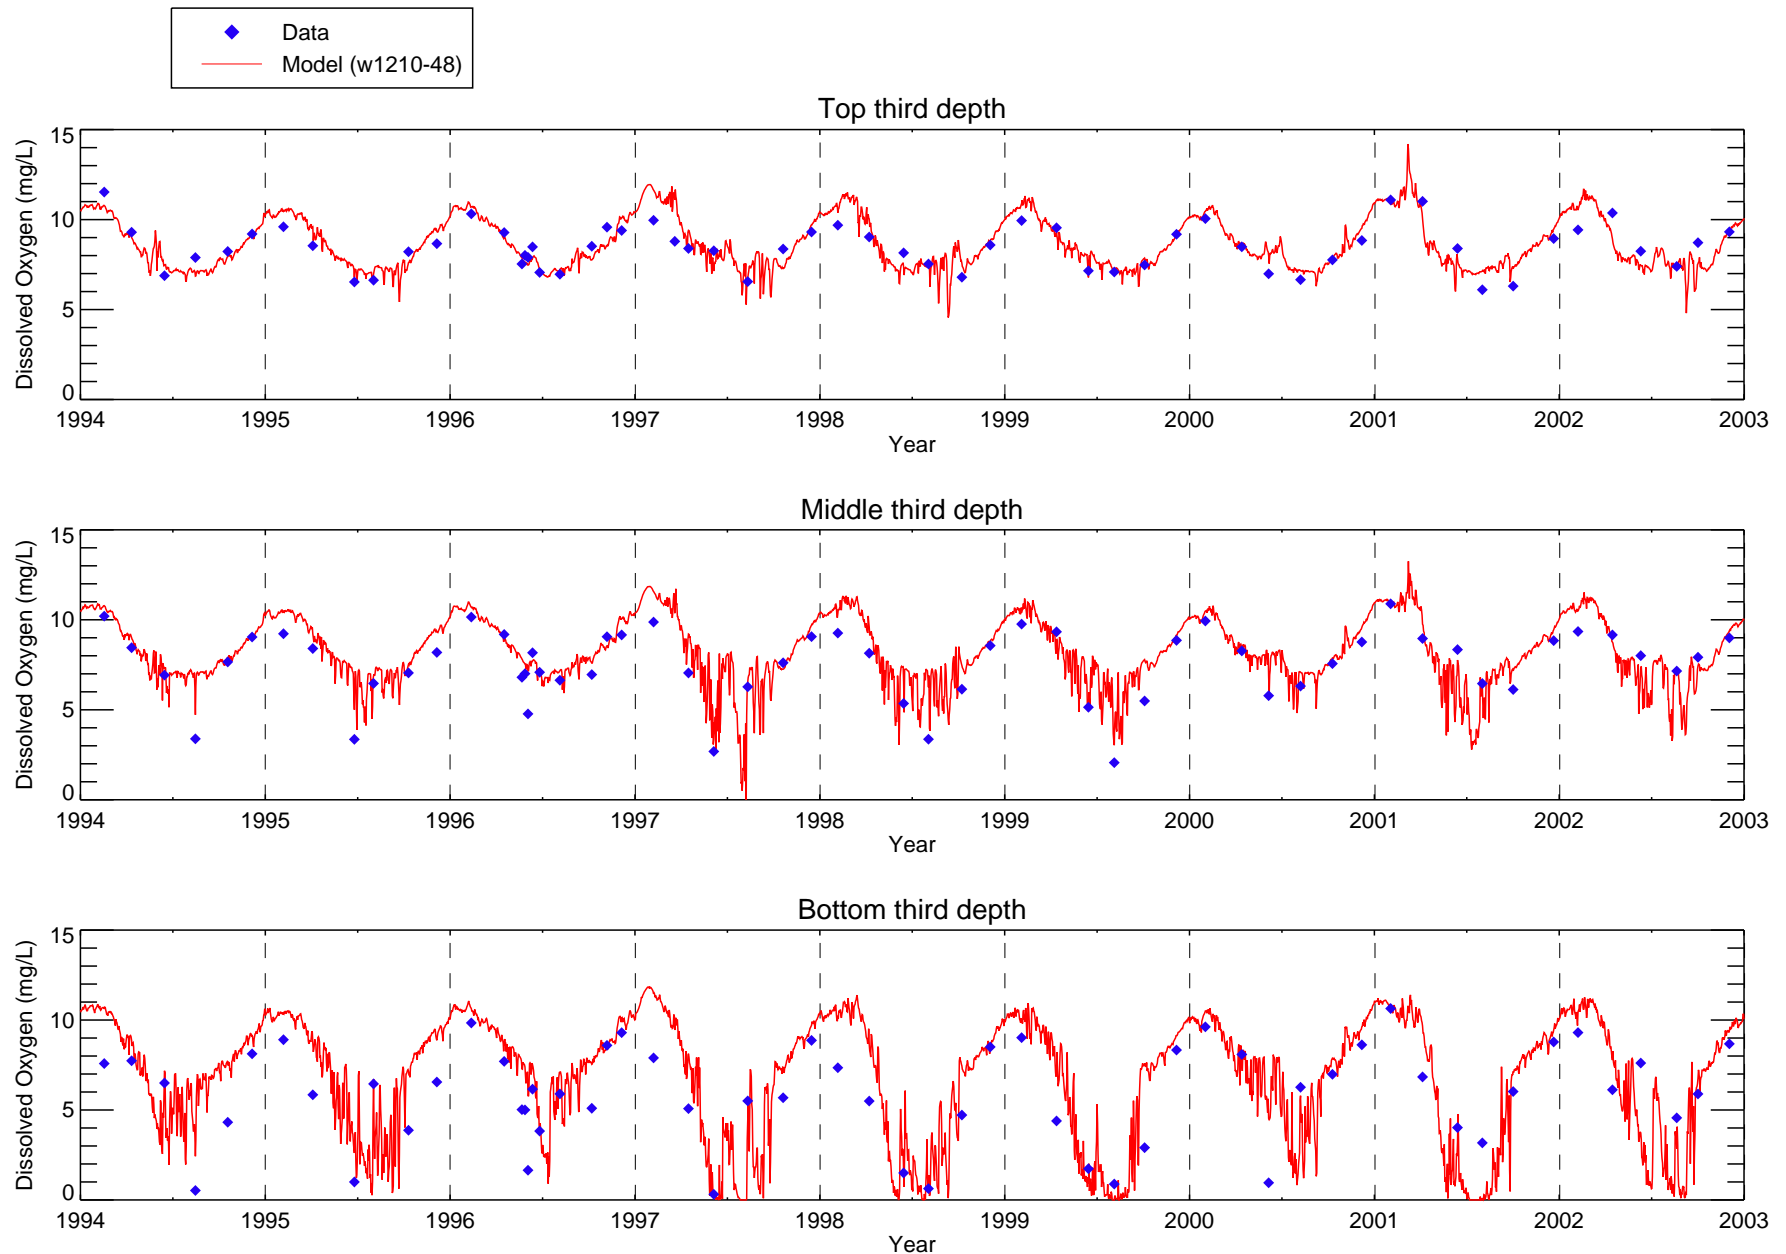 Data
Model (w1210-48)
Top third depth
Dissolved Oxygen (mg/L)
15
10
5
0
1994 1995 1996 1997 1998 1999 2000 2001 2002 2003
Year
Middle third depth
Dissolved Oxygen (mg/L)
15
10
5
0
1994 1995 1996 1997 1998 1999 2000 2001 2002 2003
Year
Bottom third depth
Dissolved Oxygen (mg/L)
15
10
5
0
1994 1995 1996 1997 1998 1999 2000 2001 2002 2003
Year